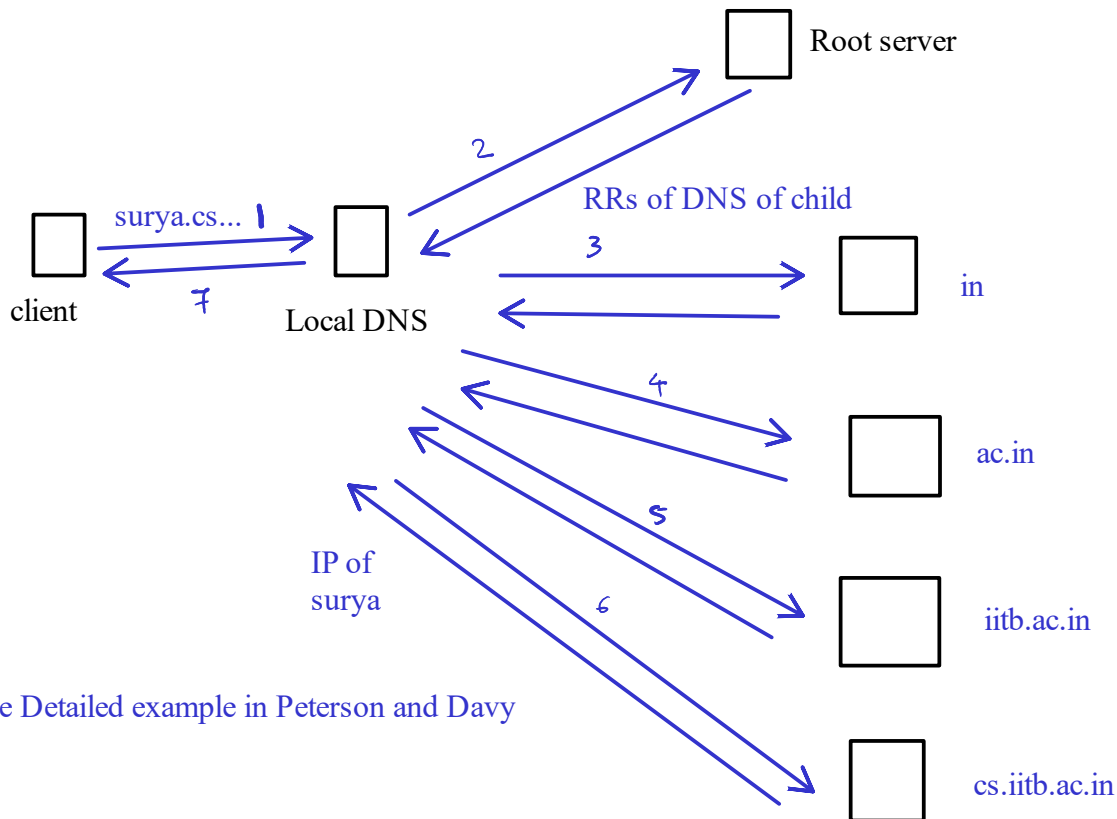 Root server
2
surya.cs... 1
RRs of DNS of child
3
in
7
client
Local DNS
4
ac.in
5
IP of
surya
6
iitb.ac.in
e Detailed example in Peterson and Davy
cs.iitb.ac.in